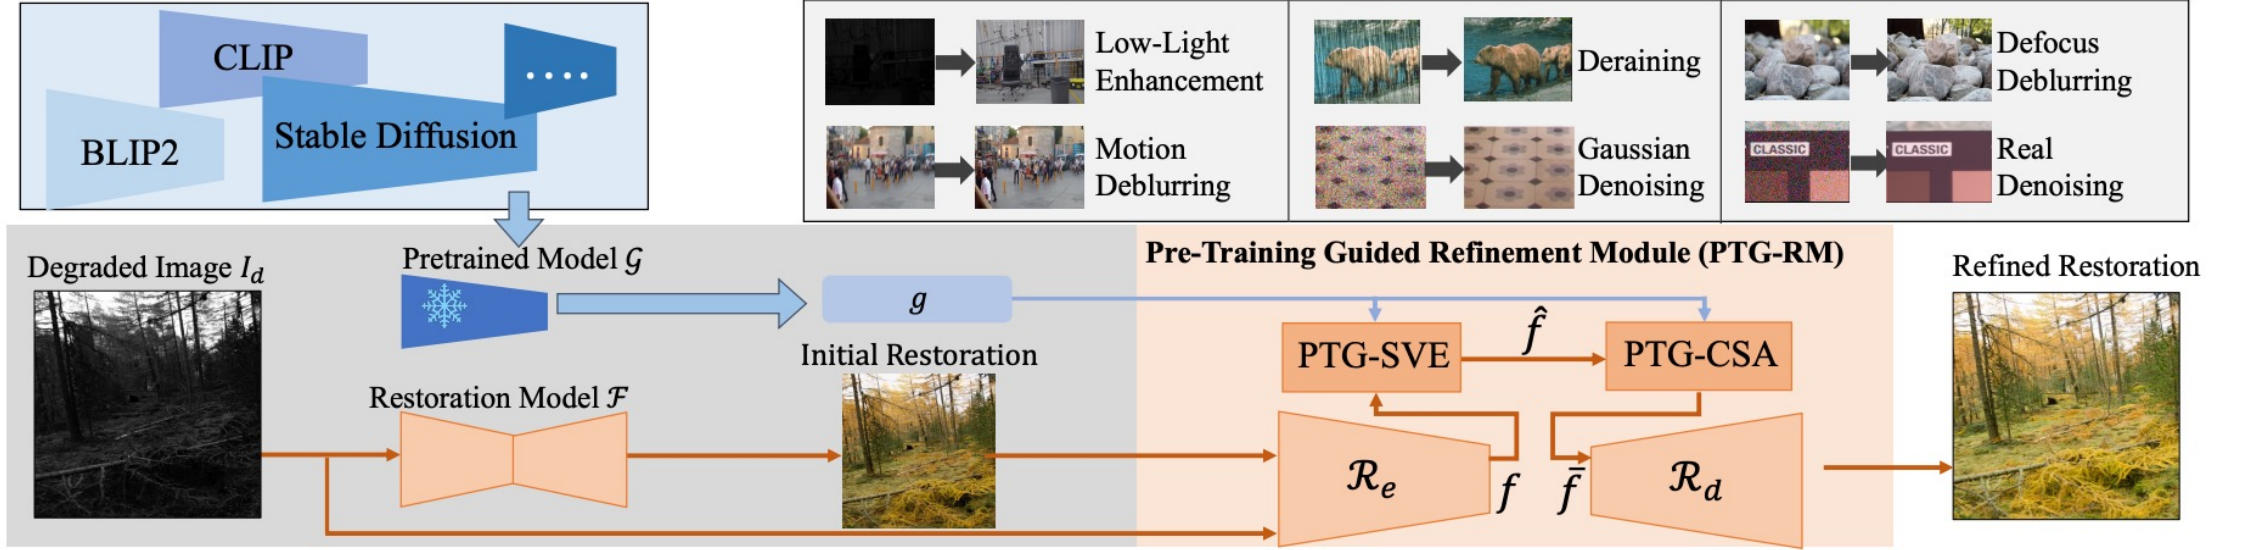 CLIP
BLIP2
Stable Diffusion
....
Low-Light
Enhancement
Motion
Deblurring
Deraining
Gaussian
Denoising
Defocus
Deblurring
CLASSIC
CLASSIC
Real
Denoising
Degraded Image I_d
Pretrained Model 𝒢
g
Restoration Model ℱ
Initial Restoration
Pre-Training Guided Refinement Module (PTG-RM)
PTG-SVE
f̂
PTG-CSA
ℛ_e
f
f̄
ℛ_d
Refined Restoration